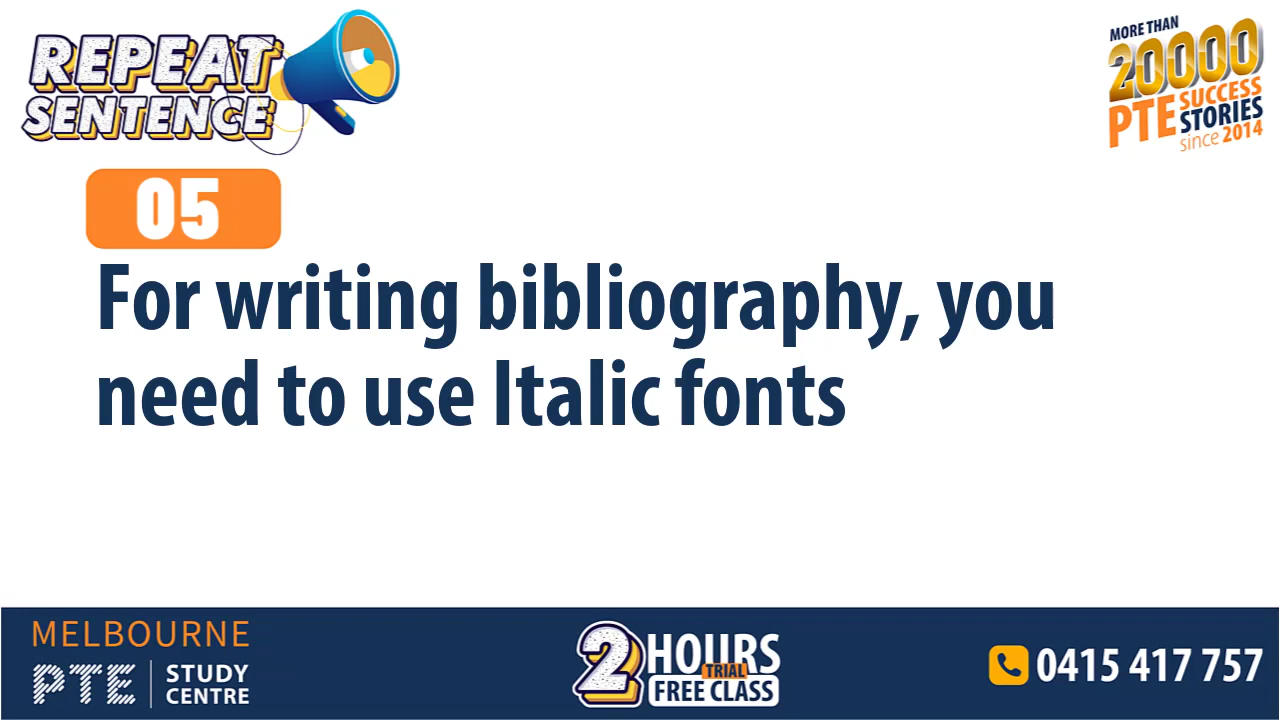 REPEAT
SENTENCE
MORE THAN
20000
PTE SUCCESS
STORIES
since 2014
05
For writing bibliography, you
need to use Italic fonts
MELBOURNE
PTE STUDY
CENTRE
2 HOURS
TRIAL
FREE CLASS
0415 417 757